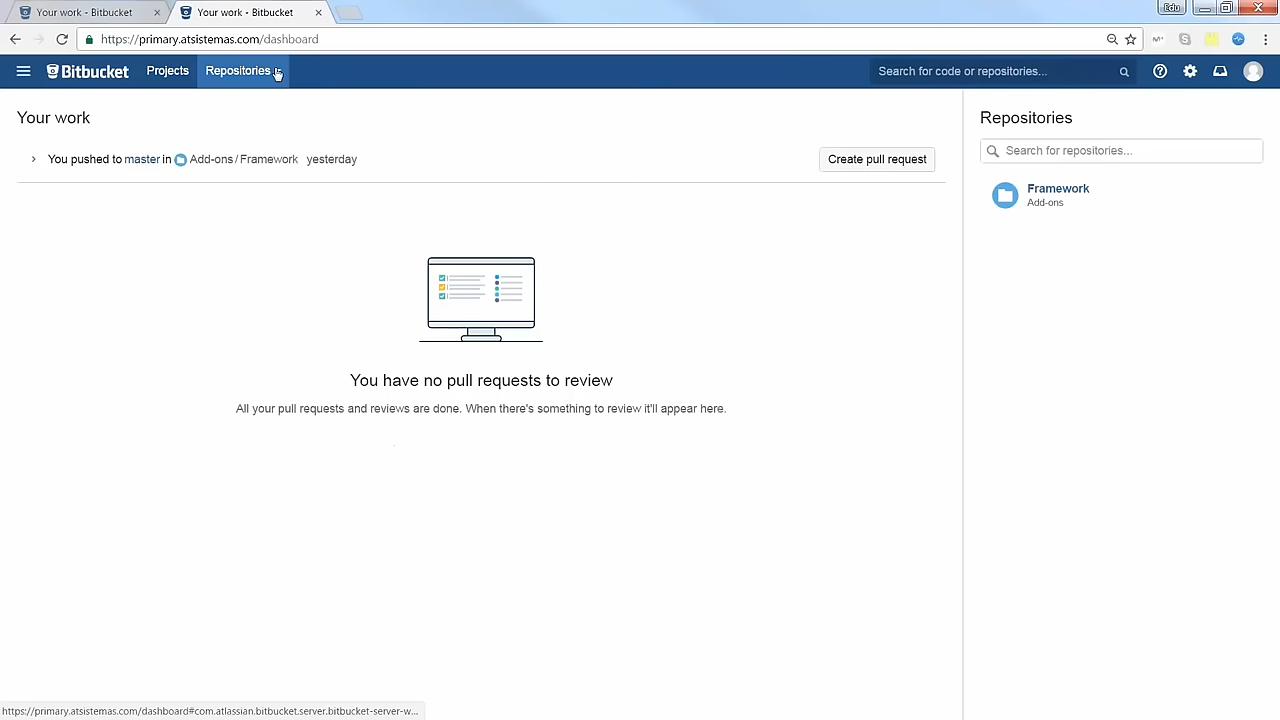 Your work - Bitbucket
Your work - Bitbucket
Edu
https://primary.atsistemas.com/dashboard
Bitbucket
Projects
Repositories
Search for code or repositories...
Your work
You pushed to master in Add-ons / Framework yesterday
Create pull request
You have no pull requests to review
All your pull requests and reviews are done. When there's something to review it'll appear here.
Repositories
Search for repositories...
Framework
Add-ons
https://primary.atsistemas.com/dashboard#com.atlassian.bitbucket.server.bitbucket-server-w...